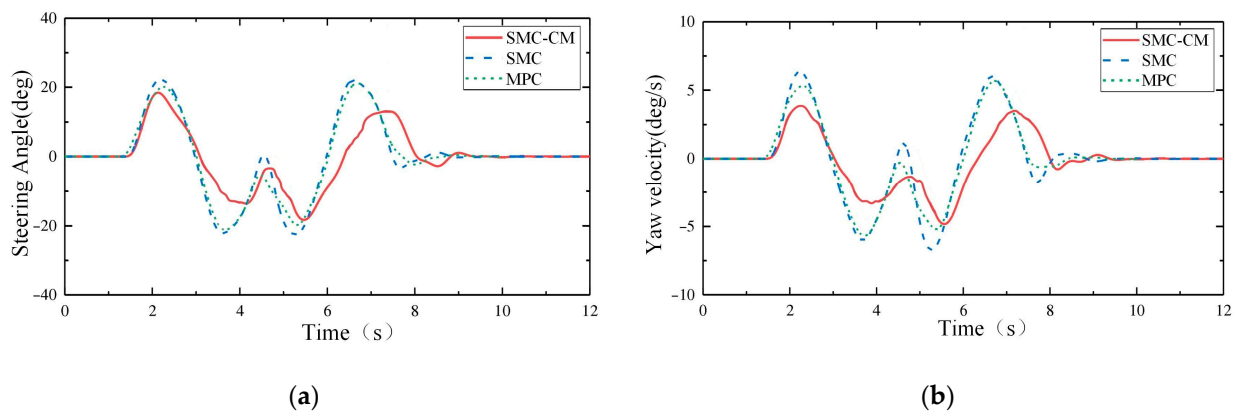 Steering Angle(deg)
40
20
0
-20
-40
0
2
4
6
8
10
12
Time（s）
SMC-CM
SMC
MPC
(a)
Yaw velocity(deg/s)
10
5
0
-5
-10
0
2
4
6
8
10
12
Time（s）
SMC-CM
SMC
MPC
(b)